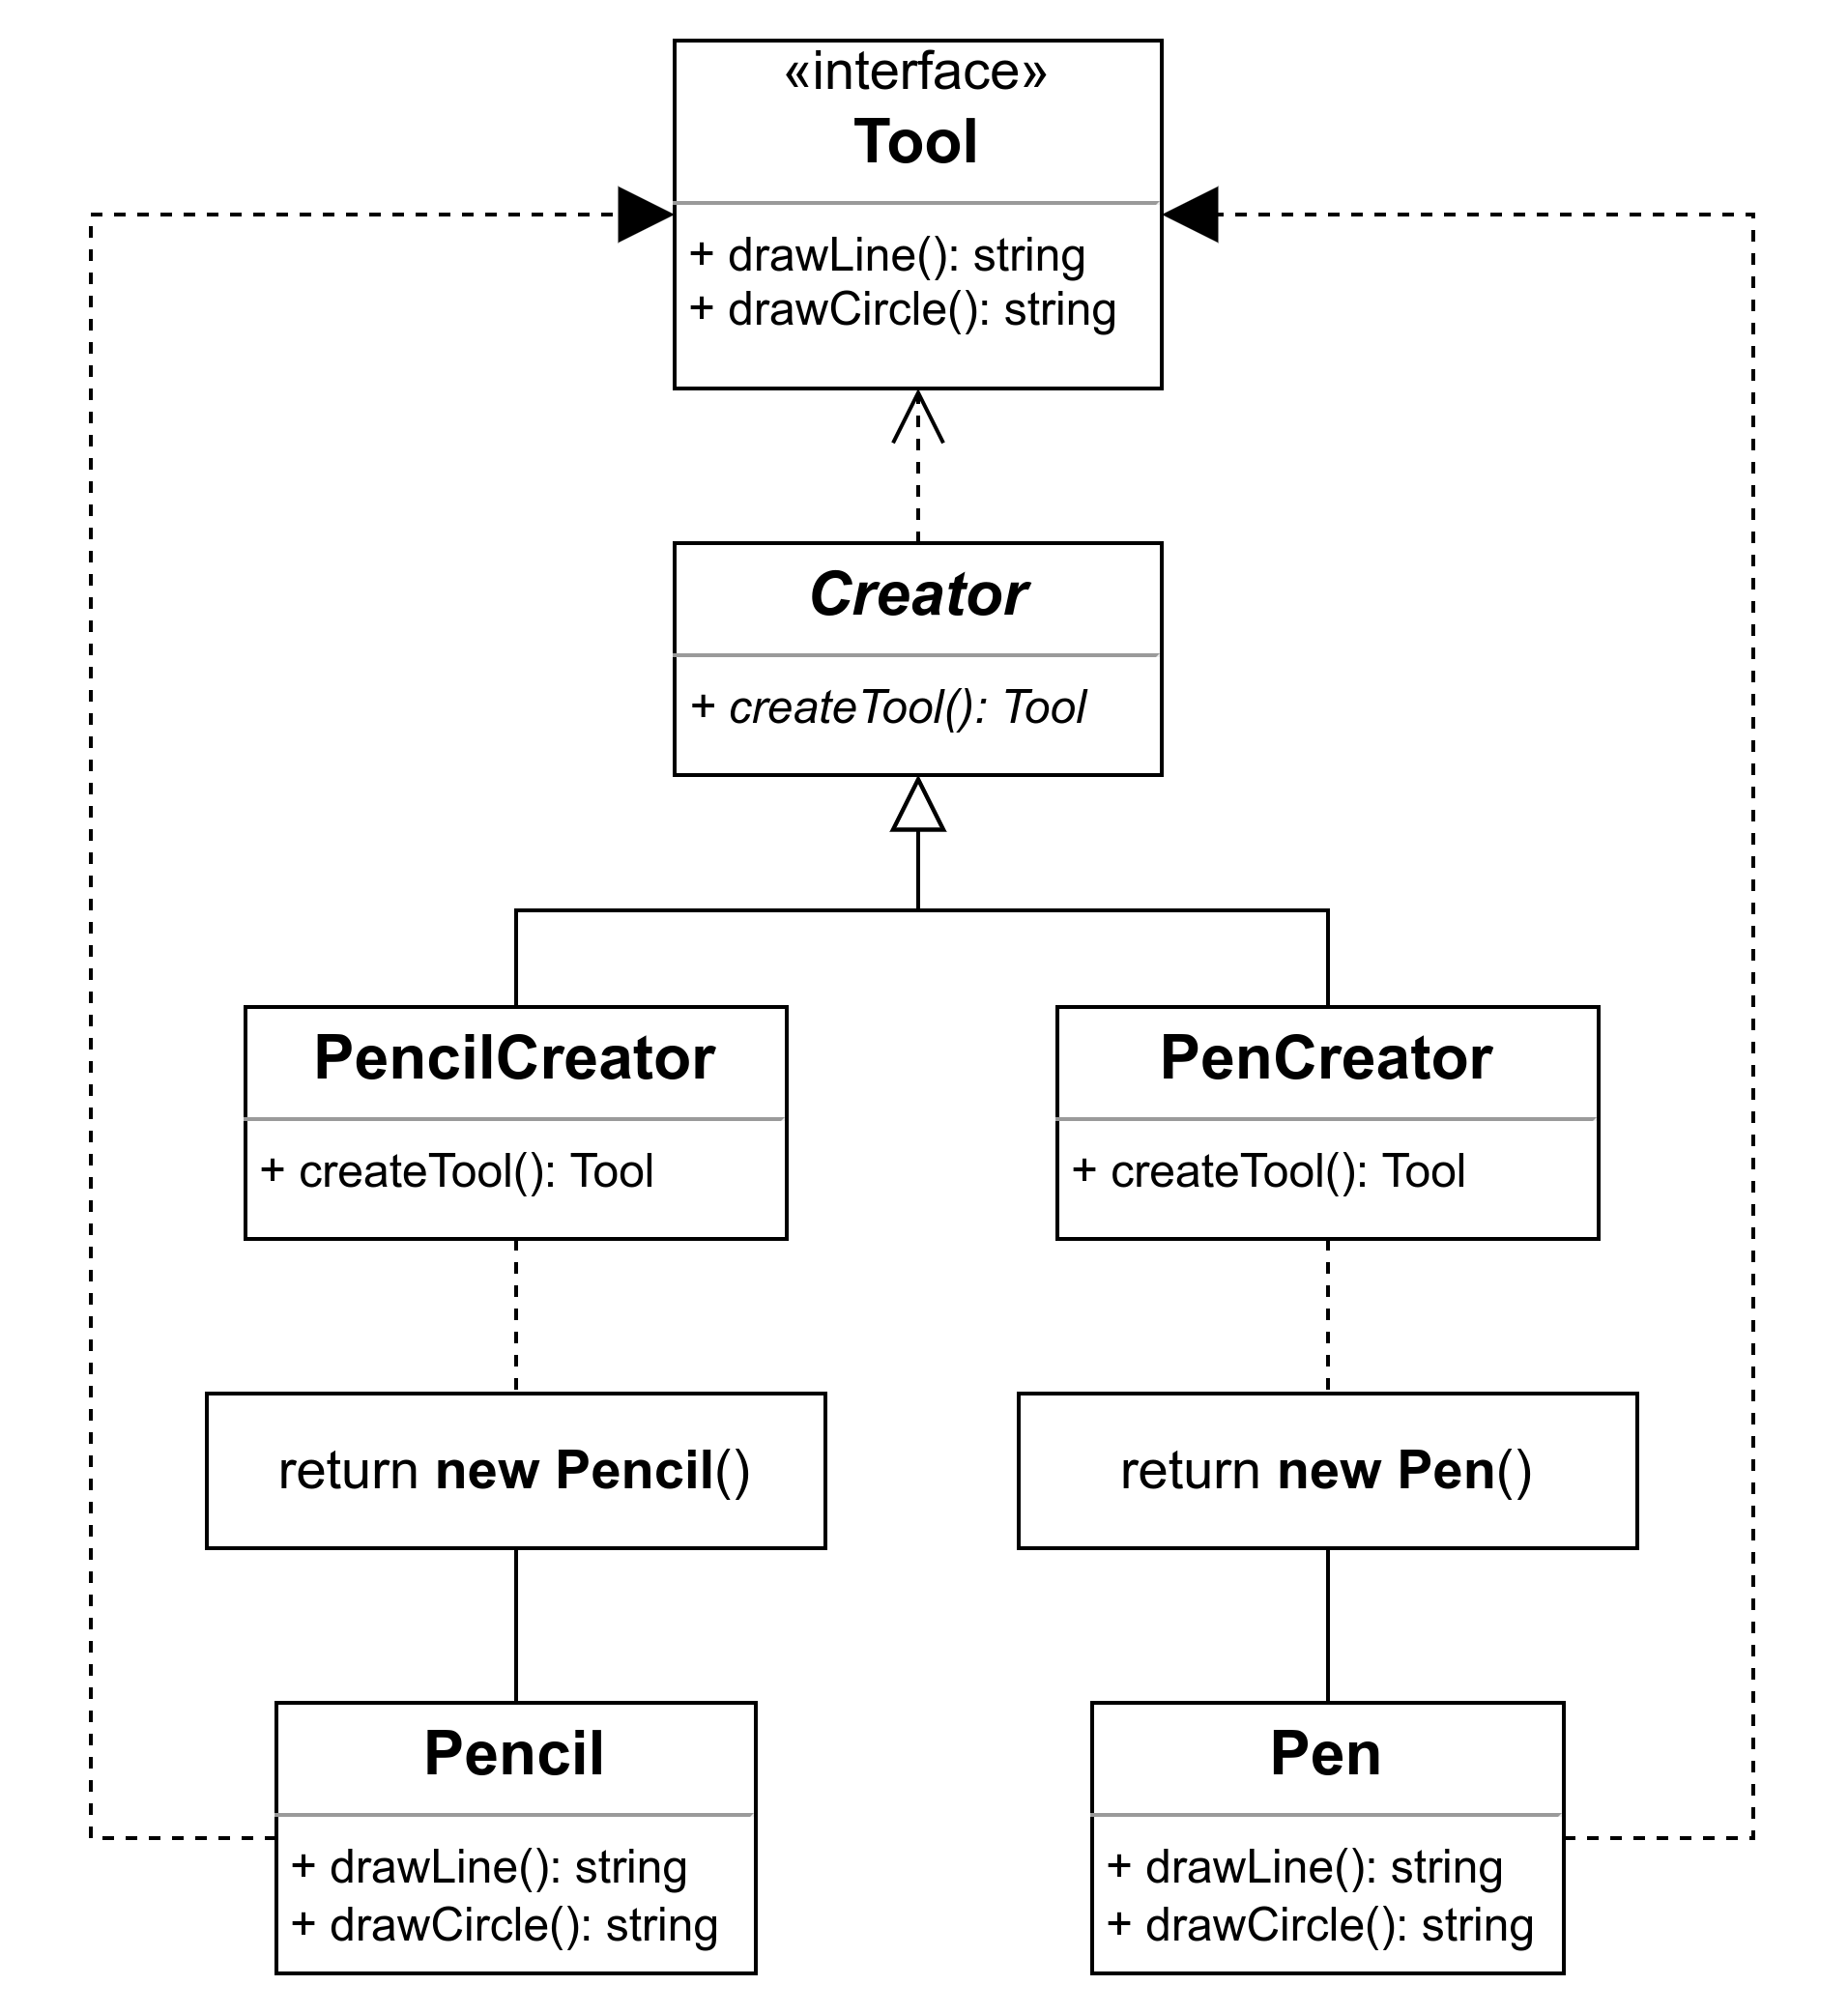 «interface»
Tool
+ drawLine(): string
+ drawCircle(): string
Creator
+ createTool(): Tool
PencilCreator
+ createTool(): Tool
PenCreator
+ createTool(): Tool
return new Pencil()
return new Pen()
Pencil
+ drawLine(): string
+ drawCircle(): string
Pen
+ drawLine(): string
+ drawCircle(): string